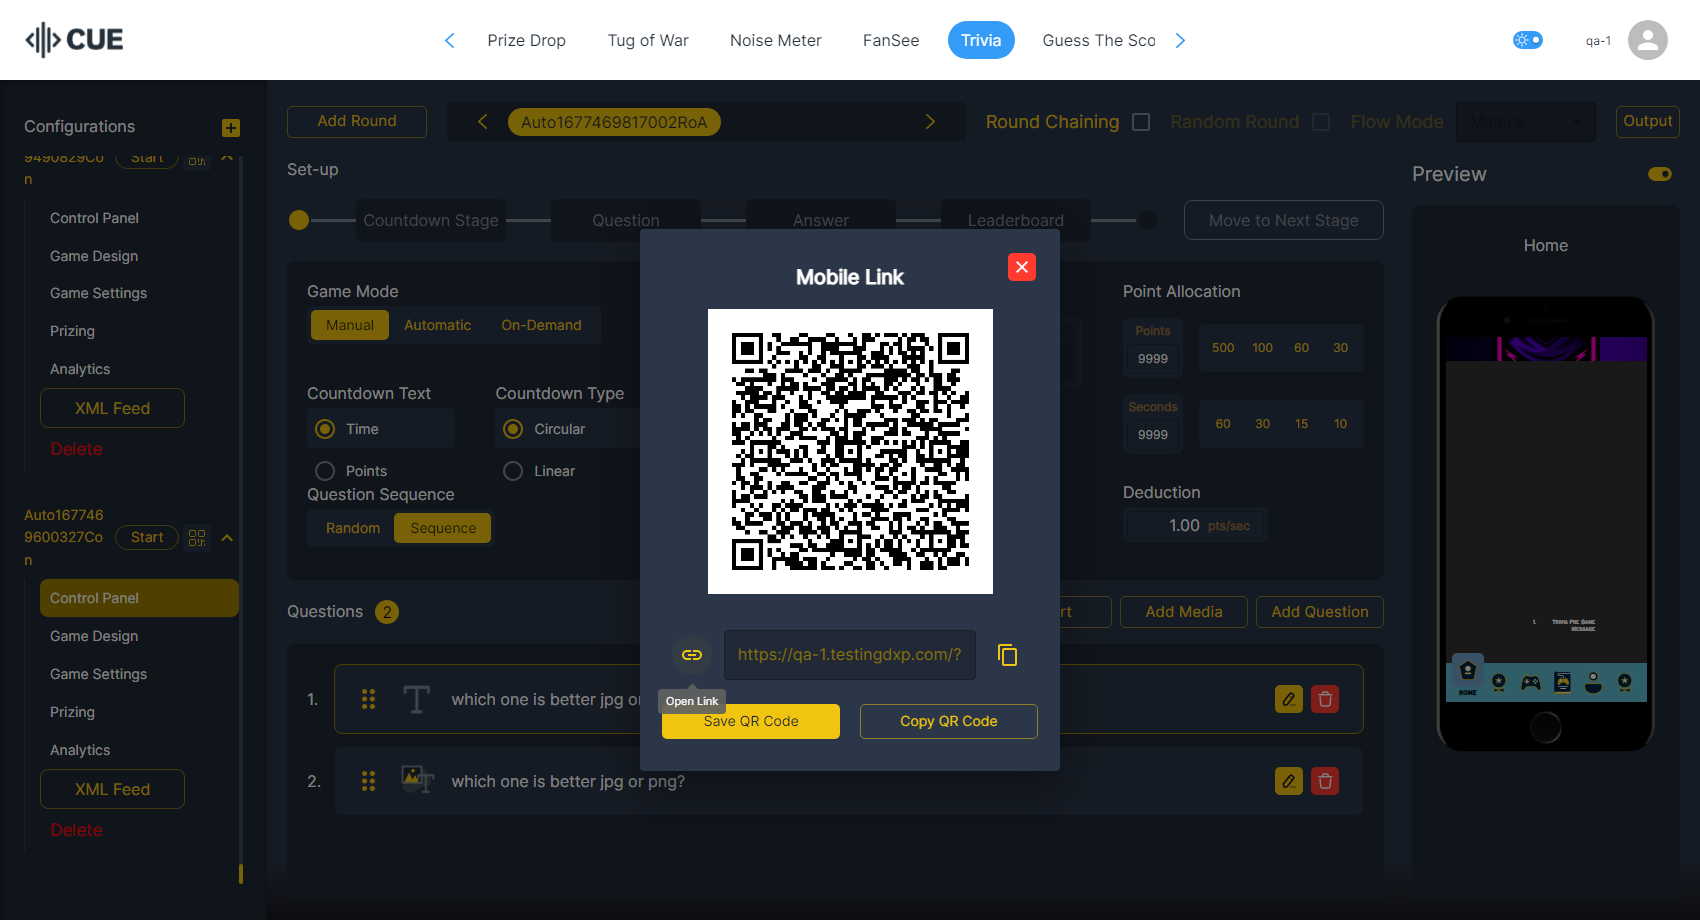 CUE
Prize Drop
Tug of War
Noise Meter
FanSee
Trivia
Guess The Sco
qa-1
Configurations
9490829Co
n
Start
Control Panel
Game Design
Game Settings
Prizing
Analytics
XML Feed
Delete
Auto167746
9600327Co
n
Start
Control Panel
Game Design
Game Settings
Prizing
Analytics
XML Feed
Delete
Add Round
Auto1677469817002RoA
Round Chaining
Random Round
Flow Mode
Manual
Output
Set-up
Countdown Stage
Question
Answer
Leaderboard
Move to Next Stage
Game Mode
Manual
Automatic
On-Demand
Countdown Text
Time
Points
Countdown Type
Circular
Linear
Question Sequence
Random
Sequence
Point Allocation
Points
9999
500
100
60
30
Seconds
9999
60
30
15
10
Deduction
1.00 pts/sec
Questions 2
rt
Add Media
Add Question
1. which one is better jpg or
2. which one is better jpg or png?
Mobile Link
https://qa-1.testingdxp.com/?
Open Link
Save QR Code
Copy QR Code
Preview
Home
1. Trivia Pre Game
Message
HOME